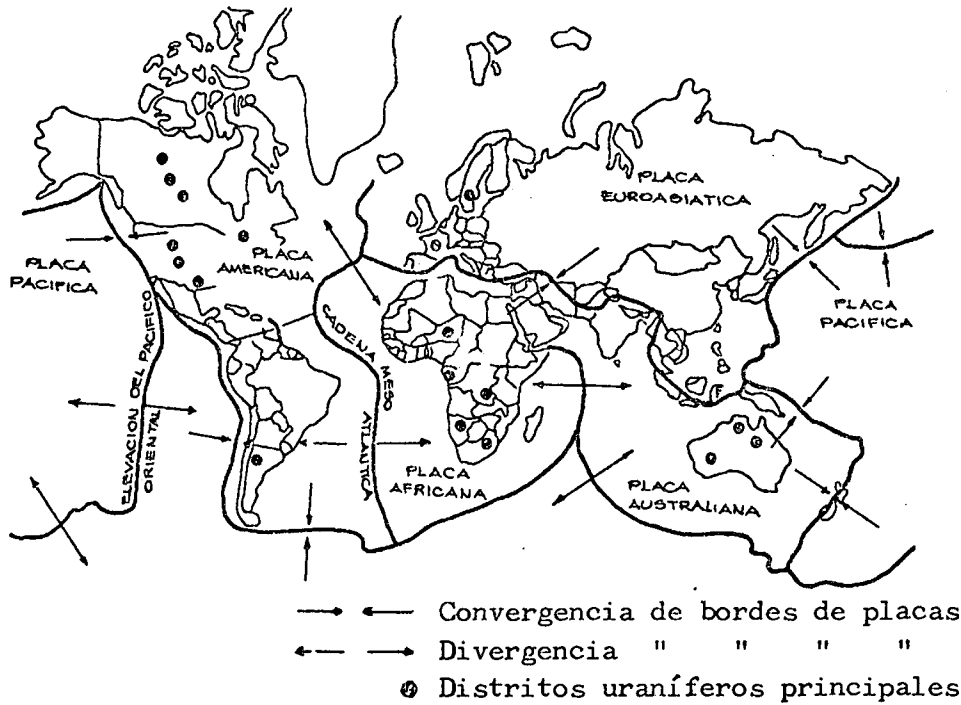 PLACA
EUROASIATICA
PLACA
AMERICANA
PLACA
PACIFICA
PLACA
PACIFICA
CADENA MESO
ATLANTICA
ELEVACION DEL PACIFICO
ORIENTAL
PLACA
AFRICANA
PLACA
AUSTRALIANA
Convergencia de bordes de placas
Divergencia " " " "
Distritos uraníferos principales